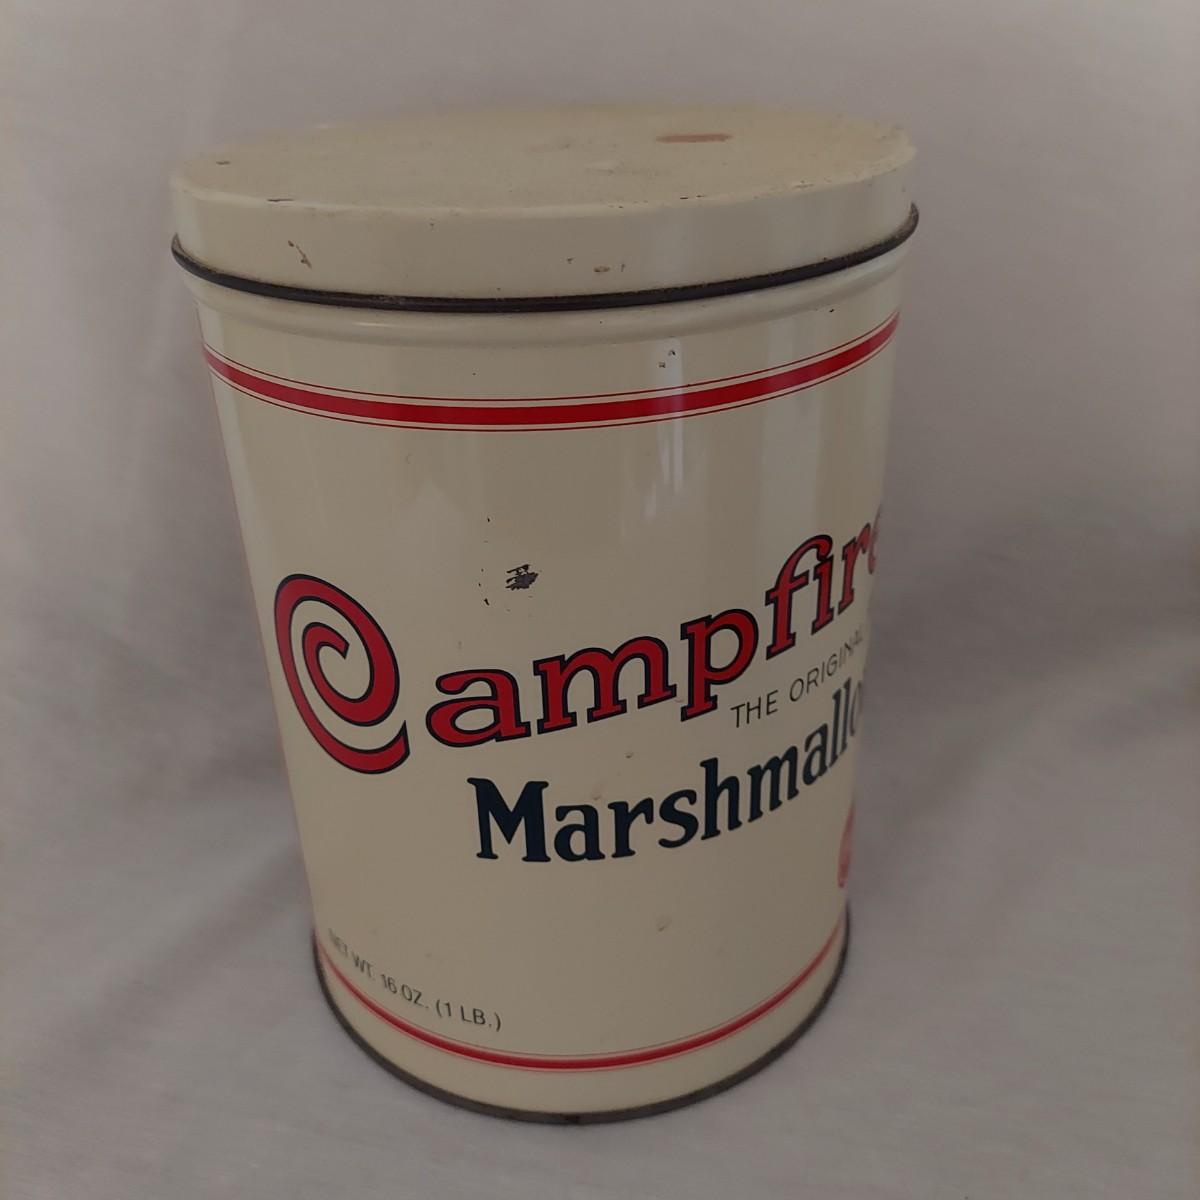 Campfire
THE ORIGINAL
Marshmallo
NET WT. 16 OZ. (1 LB.)